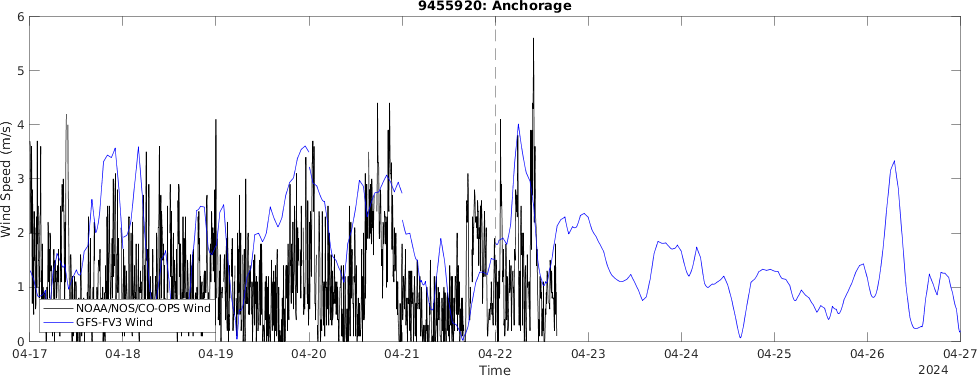 9455920: Anchorage
6
5
4
3
2
1
0
Wind Speed (m/s)
NOAA/NOS/CO-OPS Wind
GFS-FV3 Wind
04-17 04-18 04-19 04-20 04-21 04-22 04-23 04-24 04-25 04-26 04-27
Time
2024